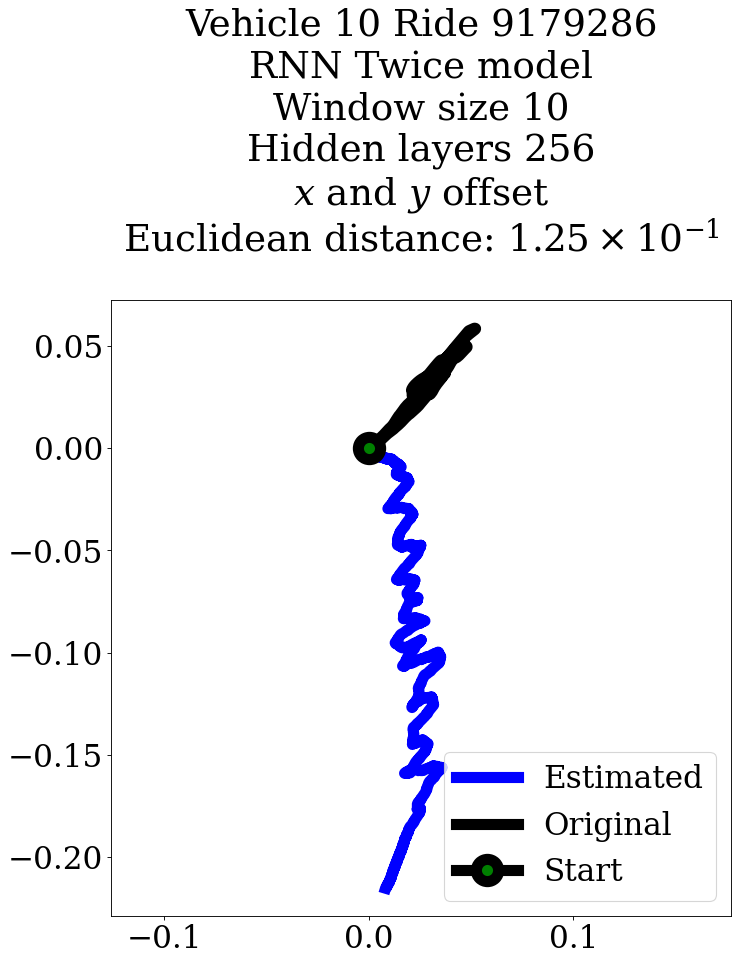 Vehicle 10 Ride 9179286
RNN Twice model
Window size 10
Hidden layers 256
x and y offset
Euclidean distance: 1.25 × 10⁻¹
0.05
0.00
−0.05
−0.10
−0.15
−0.20
Estimated
Original
Start
−0.1 0.0 0.1